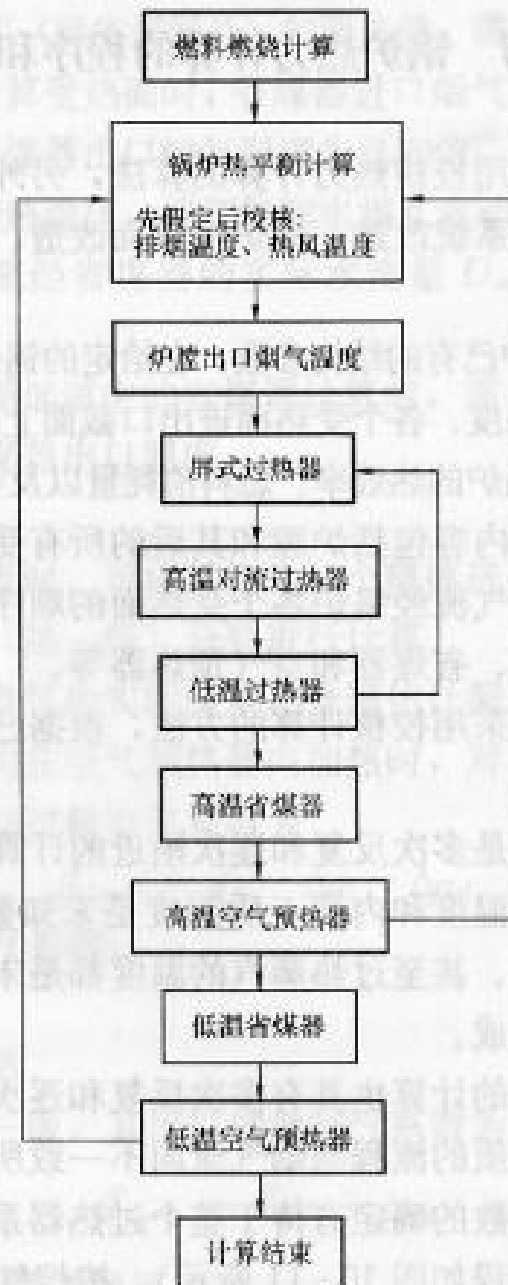 燃料燃烧计算
锅炉热平衡计算
先假定后校核:
排烟温度、热风温度
炉膛出口烟气温度
屏式过热器
高温对流过热器
低温过热器
高温省煤器
高温空气预热器
低温省煤器
低温空气预热器
计算结束